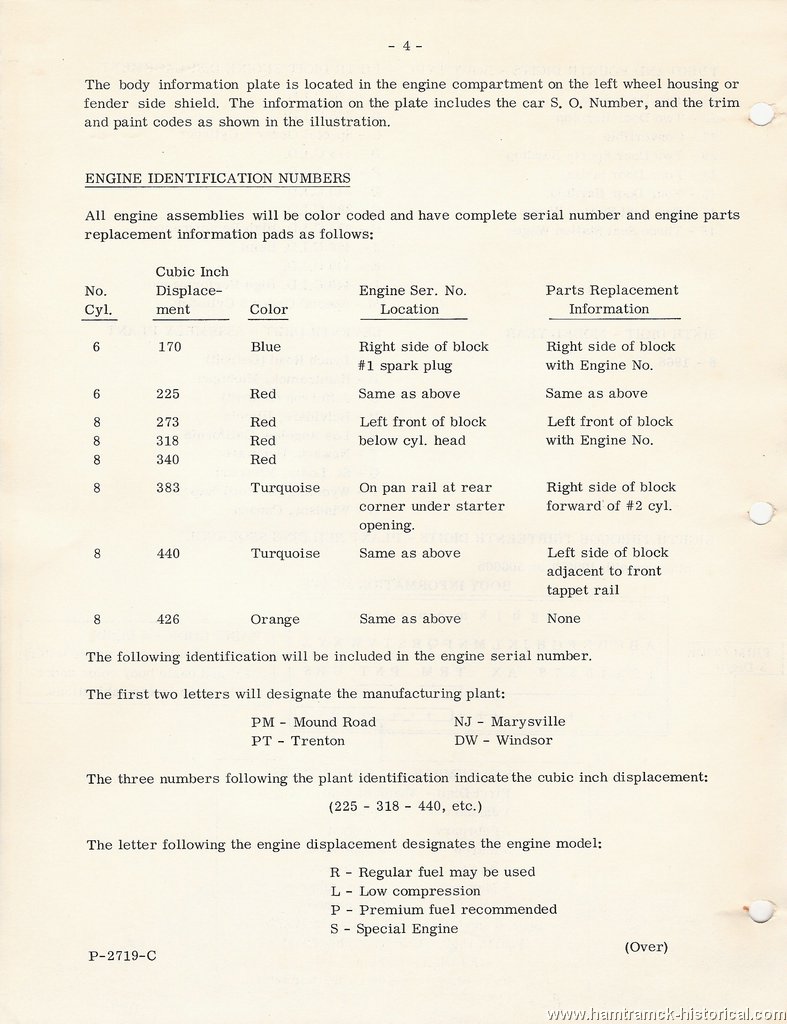 - 4 -
The body information plate is located in the engine compartment on the left wheel housing or
fender side shield. The information on the plate includes the car S. O. Number, and the trim
and paint codes as shown in the illustration.
ENGINE IDENTIFICATION NUMBERS
All engine assemblies will be color coded and have complete serial number and engine parts
replacement information pads as follows:
Cubic Inch
No. Displace- Engine Ser. No. Parts Replacement
Cyl. ment Color Location Information
6 170 Blue Right side of block Right side of block
#1 spark plug with Engine No.
6 225 Red Same as above Same as above
8 273 Red Left front of block Left front of block
8 318 Red below cyl. head with Engine No.
8 340 Red
8 383 Turquoise On pan rail at rear Right side of block
corner under starter forward of #2 cyl.
opening.
8 440 Turquoise Same as above Left side of block
adjacent to front
tappet rail
8 426 Orange Same as above None
The following identification will be included in the engine serial number.
The first two letters will designate the manufacturing plant:
PM - Mound Road NJ - Marysville
PT - Trenton DW - Windsor
The three numbers following the plant identification indicate the cubic inch displacement:
(225 - 318 - 440, etc.)
The letter following the engine displacement designates the engine model:
R - Regular fuel may be used
L - Low compression
P - Premium fuel recommended
S - Special Engine
(Over)
P-2719-C
www.hamtramck-historical.com